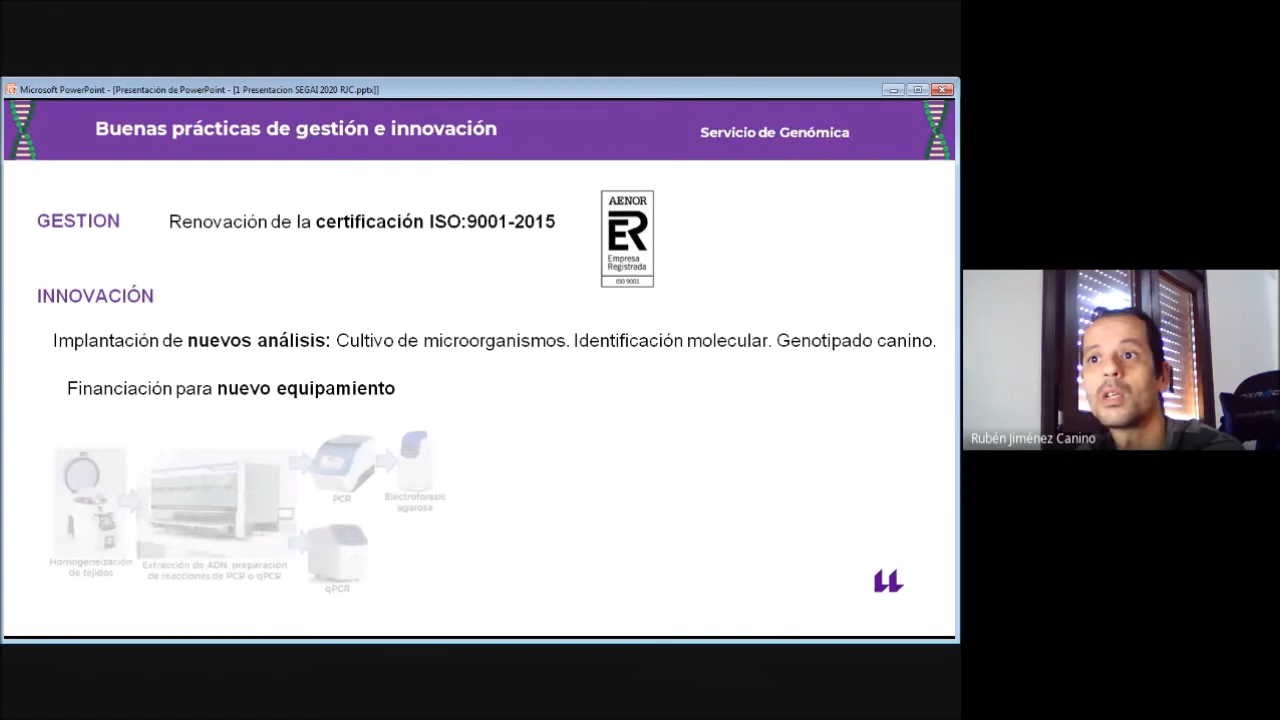 Microsoft PowerPoint - [Presentación de PowerPoint - [1 Presentacion SEGAI 2020 RJC.pptx]]
Buenas prácticas de gestión e innovación
Servicio de Genómica
GESTION
Renovación de la certificación ISO:9001-2015
AENOR
ER
Empresa
Registrada
ISO 9001
INNOVACIÓN
Implantación de nuevos análisis: Cultivo de microorganismos. Identificación molecular. Genotipado canino.
Financiación para nuevo equipamiento
PCR
Electroforesis
agarosa
Homogeneización
de tejidos
Extracción de ADN, preparación
de reacciones de PCR o qPCR
qPCR
Rubén Jiménez Canino